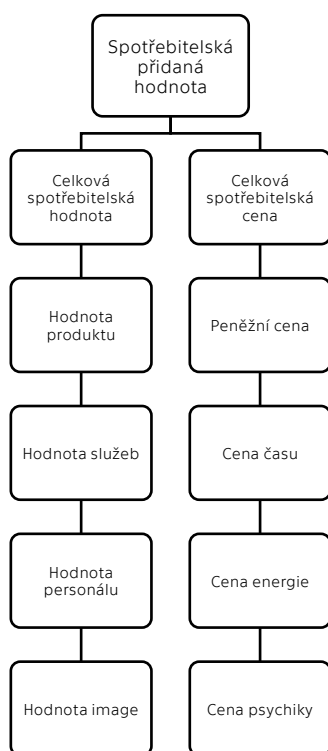 Spotřebitelská
přidaná
hodnota
Celková
spotřebitelská
hodnota
Celková
spotřebitelská
cena
Hodnota
produktu
Peněžní cena
Hodnota služeb
Cena času
Hodnota
personálu
Cena energie
Hodnota image
Cena psychiky